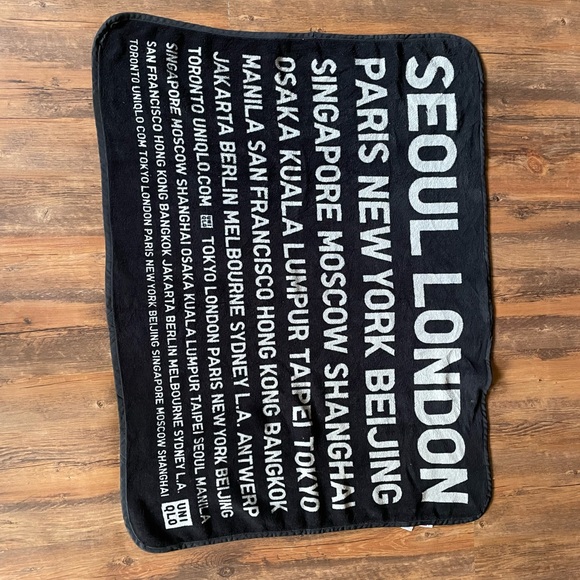 SEOUL LONDON
PARIS NEW YORK BEIJING
SINGAPORE MOSCOW SHANGHAI
OSAKA KUALA LUMPUR TAIPEI TOKYO
MANILA SAN FRANCISCO HONG KONG BANGKOK
JAKARTA BERLIN MELBOURNE SYDNEY L.A. ANTWERP
TORONTO UNIQLO.COM UNIQLO TOKYO LONDON PARIS NEW YORK BEIJING
SINGAPORE MOSCOW SHANGHAI OSAKA KUALA LUMPUR TAIPEI SEOUL MANILA
SAN FRANCISCO HONG KONG BANGKOK JAKARTA BERLIN MELBOURNE SYDNEY L.A.
TORONTO UNIQLO.COM TOKYO LONDON PARIS NEW YORK BEIJING SINGAPORE MOSCOW SHANGHAI
UNI
QLO